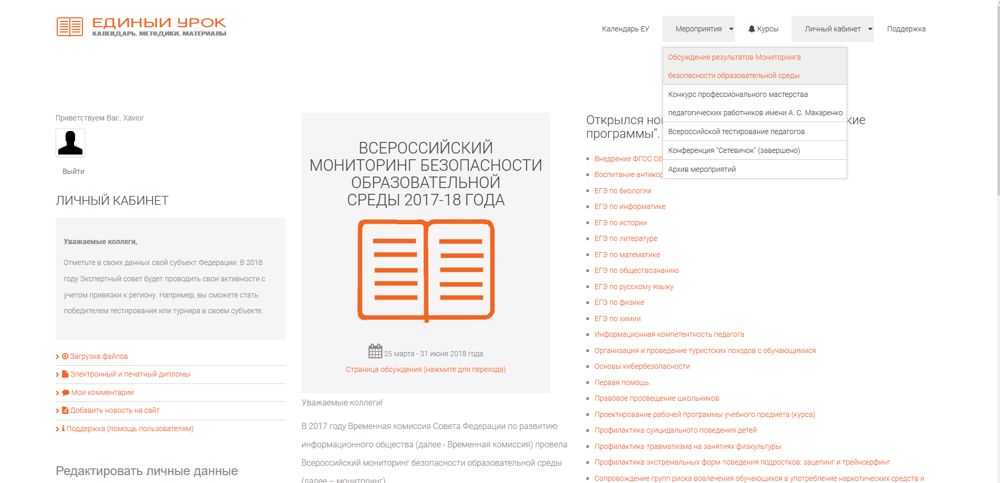 ЕДИНЫЙ УРОК
КАЛЕНДАРЬ, МЕТОДИКИ, МАТЕРИАЛЫ
Календарь ЕУ
Мероприятия
Курсы
Личный кабинет
Поддержка
Обсуждение результатов Мониторинга
безопасности образовательной среды
Конкурс профессионального мастерства
педагогических работников имени А. С. Макаренко
Всероссийской тестирование педагогов
Конференция "Сетевичок" (завершено)
Архив мероприятий
Приветствуем Вас, Xavior
Выйти
ЛИЧНЫЙ КАБИНЕТ
Уважаемые коллеги,
Отметьте в своих данных свой субъект Федерации. В 2018
году Экспертный совет будет проводить свои активности с
учетом привязки к региону. Например, вы сможете стать
победителем тестирования или турнира в своем субъекте.
Загрузка файлов
Электронный и печатный дипломы
Мои комментарии
Добавить новость на сайт
Поддержка (помощь пользователям)
Редактировать личные данные
ВСЕРОССИЙСКИЙ
МОНИТОРИНГ БЕЗОПАСНОСТИ
ОБРАЗОВАТЕЛЬНОЙ
СРЕДЫ 2017-18 ГОДА
25 марта - 31 июня 2018 года
Страница обсуждения (нажмите для перехода)
Уважаемые коллеги!
В 2017 году Временная комиссия Совета Федерации по развитию
информационного общества (далее - Временная комиссия) провела
Всероссийский мониторинг безопасности образовательной среды
(далее – мониторинг)
Открылся
программы".
Внедрение ФГОС ОВ
Воспитание
ЕГЭ по биологии
ЕГЭ по информатике
ЕГЭ по истории
ЕГЭ по литературе
ЕГЭ по математике
ЕГЭ по обществознанию
ЕГЭ по русскому языку
ЕГЭ по физике
ЕГЭ по химии
Информационная компетентность педагога
Организация и проведение туристских походов с обучающимися
Основы кибербезопасности
Первая помощь
Правовое просвещение школьников
Проектирование рабочей программы учебного предмета (курса)
Профилактика суицидального поведения детей
Профилактика травматизма на занятиях физкультуры
Профилактика экстремальных форм поведения подростков: зацепинг и трейнсерфинг
Сопровождение групп риска вовлечения обучающихся в употребление наркотических средств и